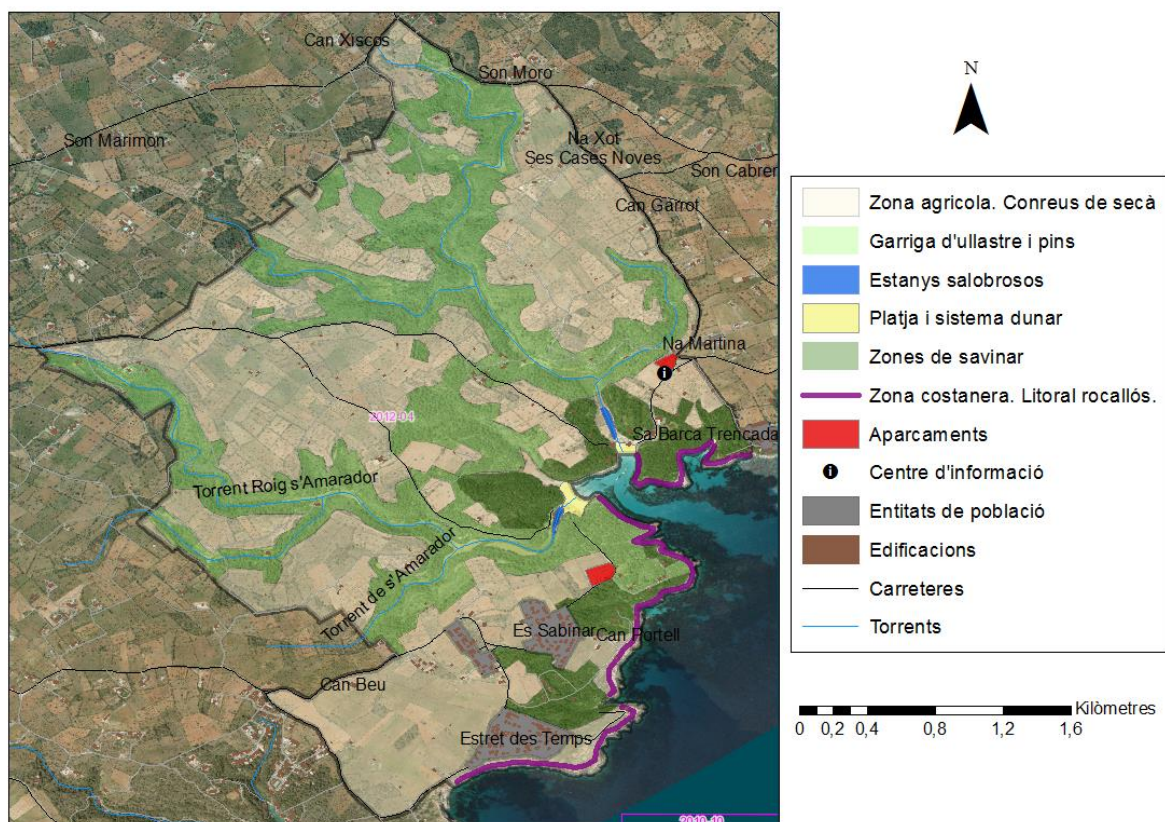 Can Xiscos
Son Moro
Son Marimon
Na Xot
Ses Cases Noves
Son Cabrer
Can Garrot
Na Martina
2012-04
Sa Barca Trencada
Torrent Roig s'Amarador
Torrent de s'Amarador
Es Sabinar
Can Portell
Can Beu
Estret des Temps
2010-10
N
Zona agrícola. Conreus de secà
Garriga d'ullastre i pins
Estanys salobrosos
Platja i sistema dunar
Zones de savinar
Zona costanera. Litoral rocallós.
Aparcaments
i
Centre d'informació
Entitats de població
Edificacions
Carreteres
Torrents
Kilòmetres
0 0,2 0,4 0,8 1,2 1,6